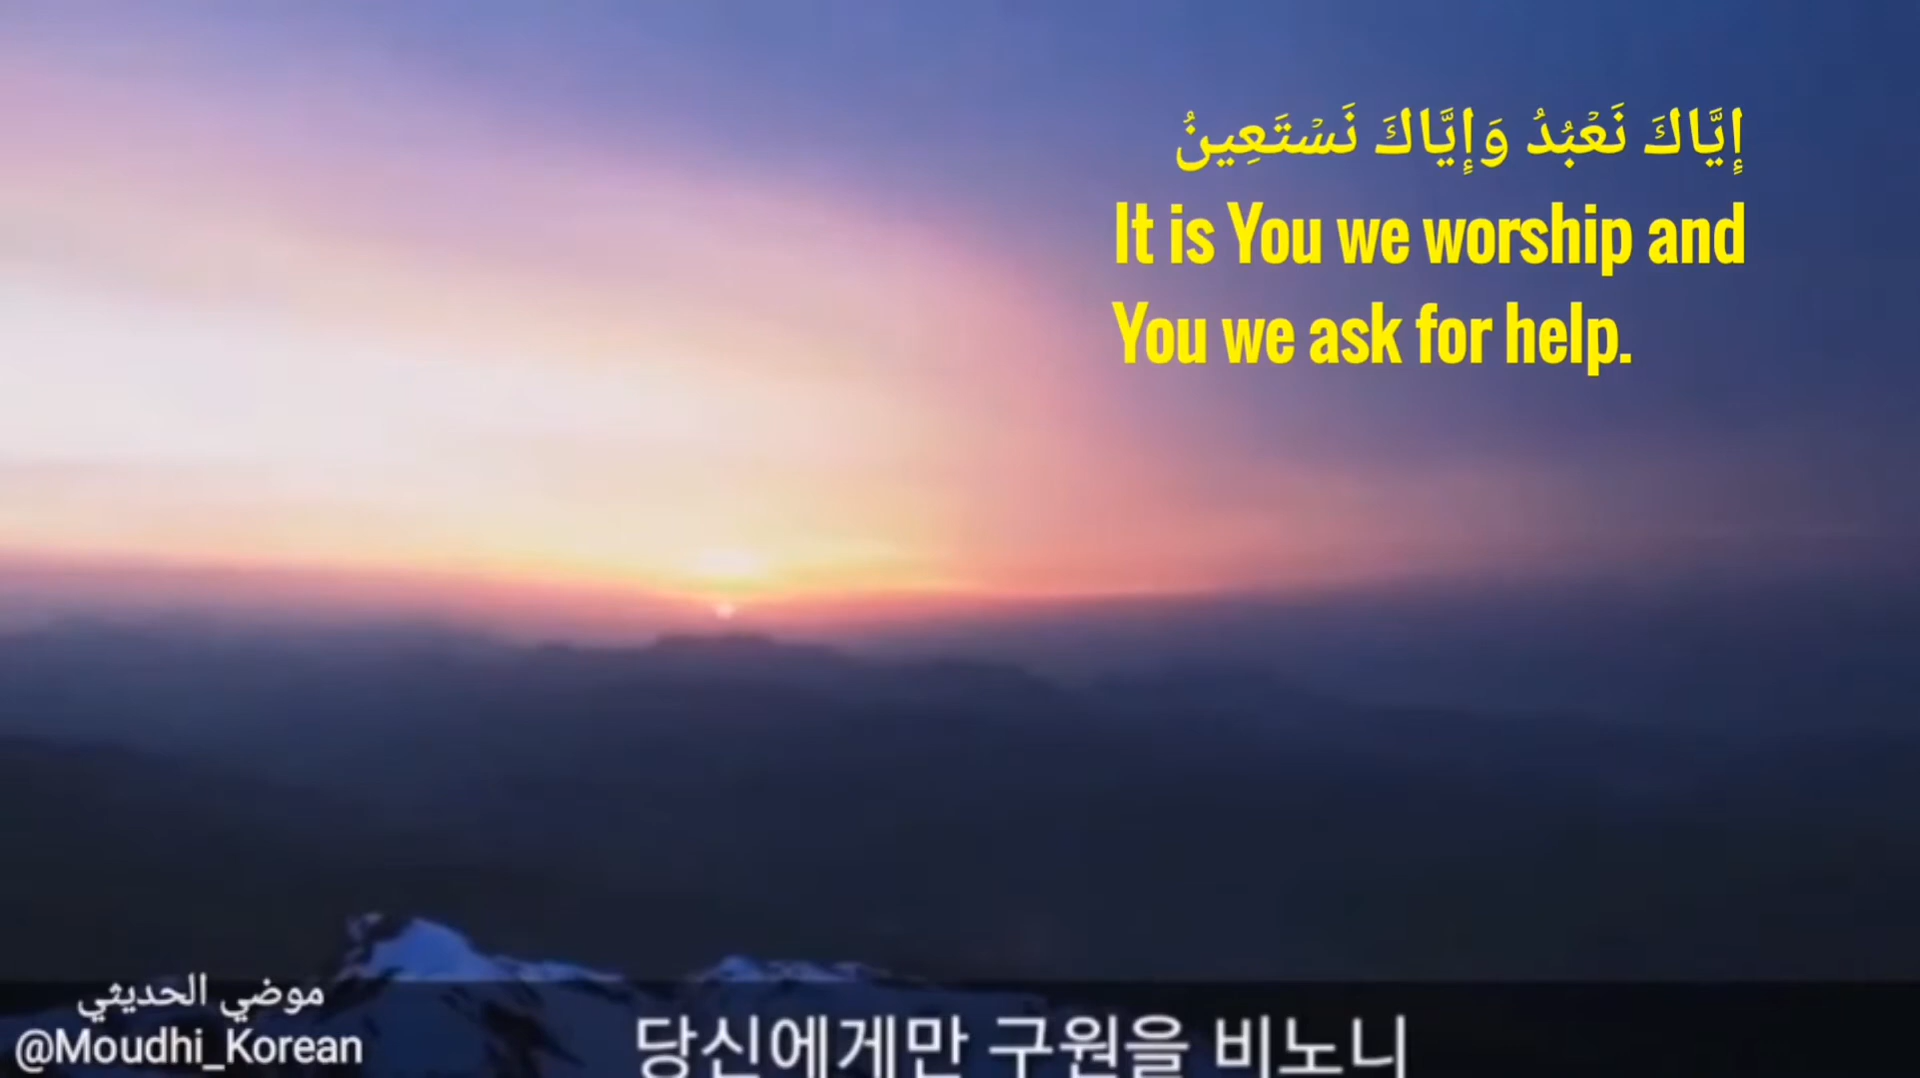 إِيَّاكَ نَعْبُدُ وَإِيَّاكَ نَسْتَعِينُ
It is You we worship and
You we ask for help.
موضي الحديثي
@Moudhi_Korean
당신에게만 구원을 비노니